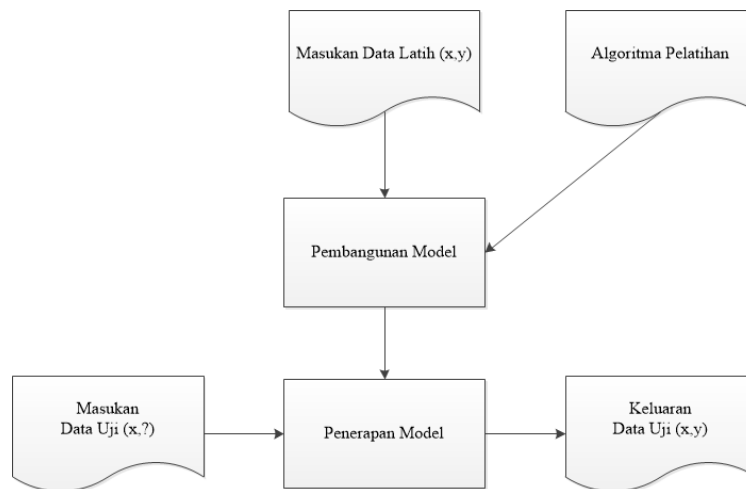 Masukan Data Latih (x,y)
Algoritma Pelatihan
Pembangunan Model
Masukan
Data Uji (x,?)
Penerapan Model
Keluaran
Data Uji (x,y)